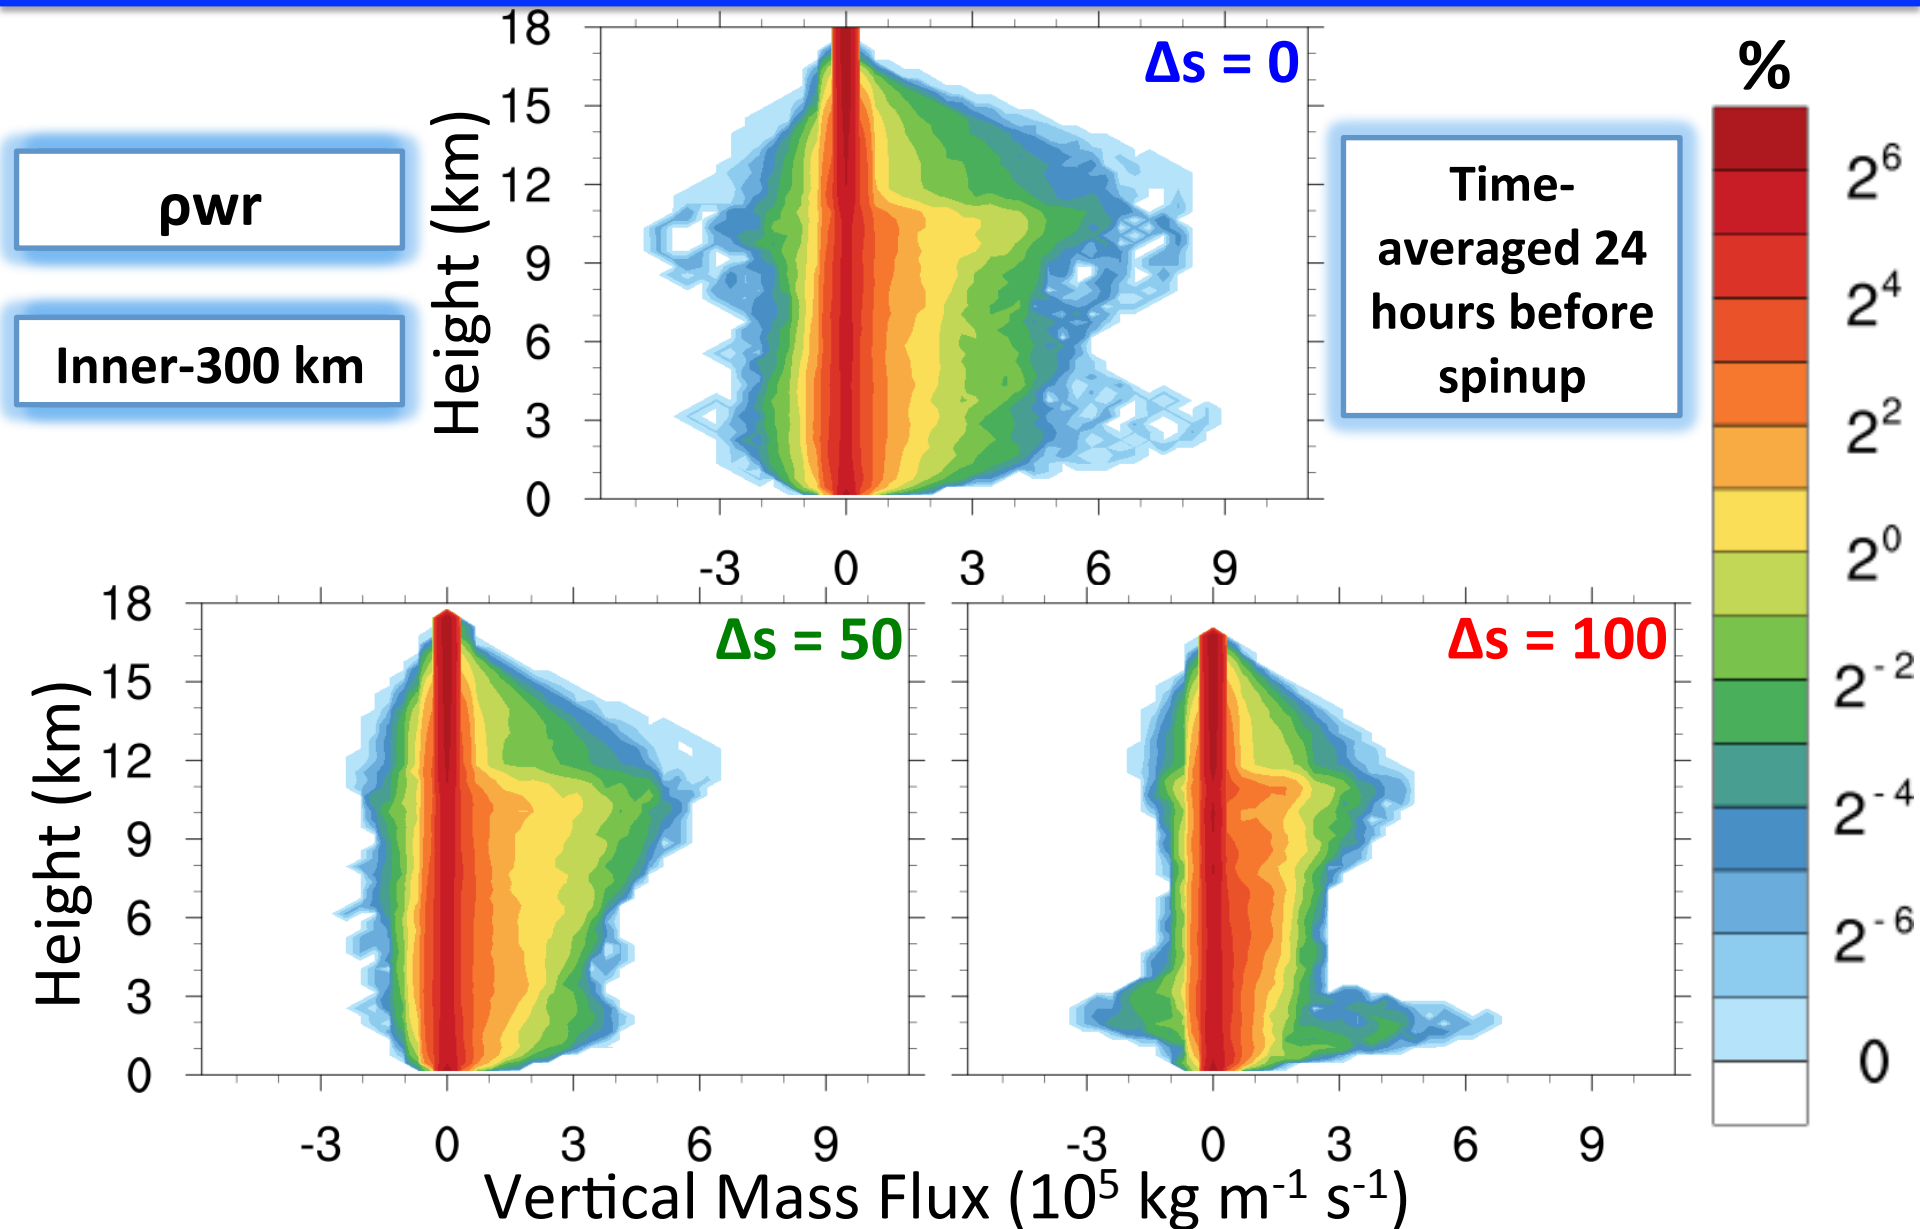 18
15
12
9
6
3
0
Height (km)
-3 0 3 6 9
Δs = 0
ρwr
Inner-300 km
Time-
averaged 24
hours before
spinup
%
2⁶
2⁴
2²
2⁰
2⁻²
2⁻⁴
2⁻⁶
0
18
15
12
9
6
3
0
Height (km)
Δs = 50
-3 0 3 6 9
Δs = 100
-3 0 3 6 9
Vertical Mass Flux (10⁵ kg m⁻¹ s⁻¹)